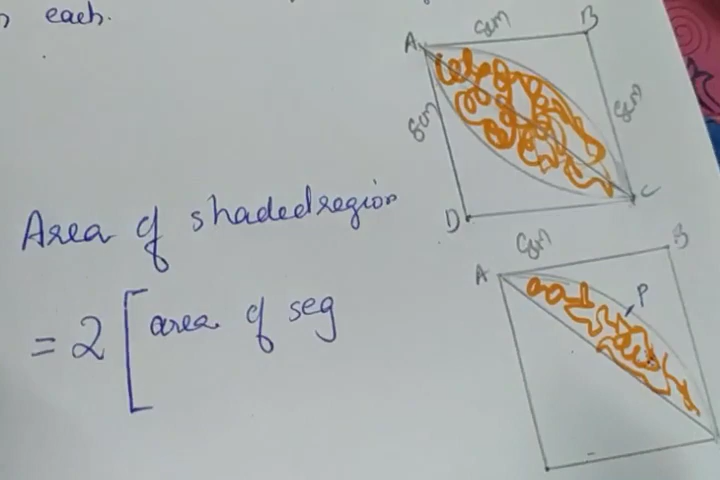 each.
A 8cm B
8cm 8cm
D C
Area of shaded region
= 2 [ area of seg
8cm
A B
P